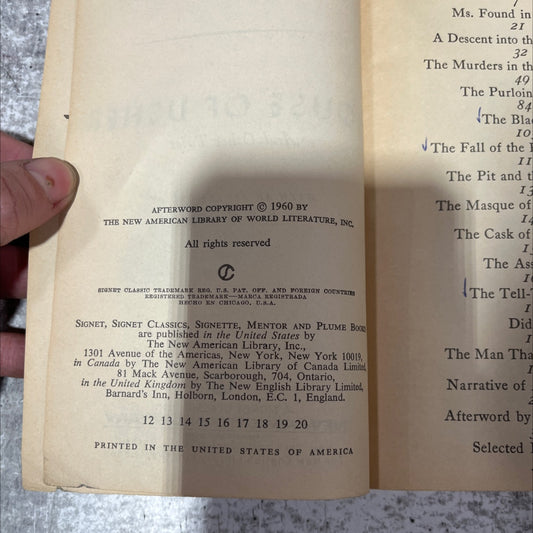 AFTERWORD COPYRIGHT © 1960 BY
THE NEW AMERICAN LIBRARY OF WORLD LITERATURE, INC.
All rights reserved
SIGNET CLASSIC TRADEMARK REG. U.S. PAT. OFF. AND FOREIGN COUNTRIES
REGISTERED TRADEMARK—MARCA REGISTRADA
HECHO EN CHICAGO, U.S.A.
SIGNET, SIGNET CLASSICS, SIGNETTE, MENTOR AND PLUME BOOKS
are published in the United States by
The New American Library, Inc.,
1301 Avenue of the Americas, New York, New York 10019,
in Canada by The New American Library of Canada Limited,
81 Mack Avenue, Scarborough, 704, Ontario,
in the United Kingdom by The New English Library Limited,
Barnard's Inn, Holborn, London, E.C. 1, England.
12 13 14 15 16 17 18 19 20
PRINTED IN THE UNITED STATES OF AMERICA
Ms. Found in
21
A Descent into th
32
The Murders in th
49
The Purloin
84
The Bla
The Fall of the
The Pit and th
The Masque of
The Cask of
The Ass
The Tell-
Did
The Man Tha
Narrative of
Afterword by
Selected